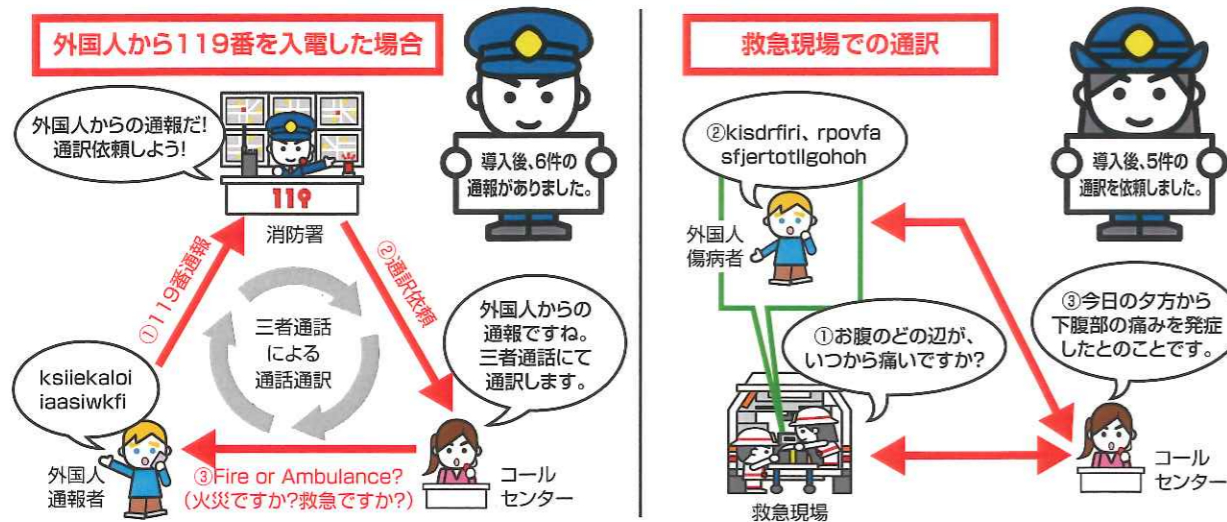 外国人から119番を入電した場合
外国人からの通報だ!
通訳依頼しよう!
119
消防署
導入後、6件の
通報がありました。
①119番通報
②通訳依頼
三者通話
による
通話通訳
外国人からの
通報ですね。
三者通話にて
通訳します。
ksiiekaloi
iaasiwkfi
外国人
通報者
③Fire or Ambulance?
(火災ですか?救急ですか?)
コール
センター
救急現場での通訳
②kisdrfiri、rpovfa
sfjertotllgohoh
外国人
傷病者
導入後、5件の
通訳を依頼しました。
①お腹のどの辺が、
いつから痛いですか?
③今日の夕方から
下腹部の痛みを発症
したとのことです。
救急現場
コール
センター